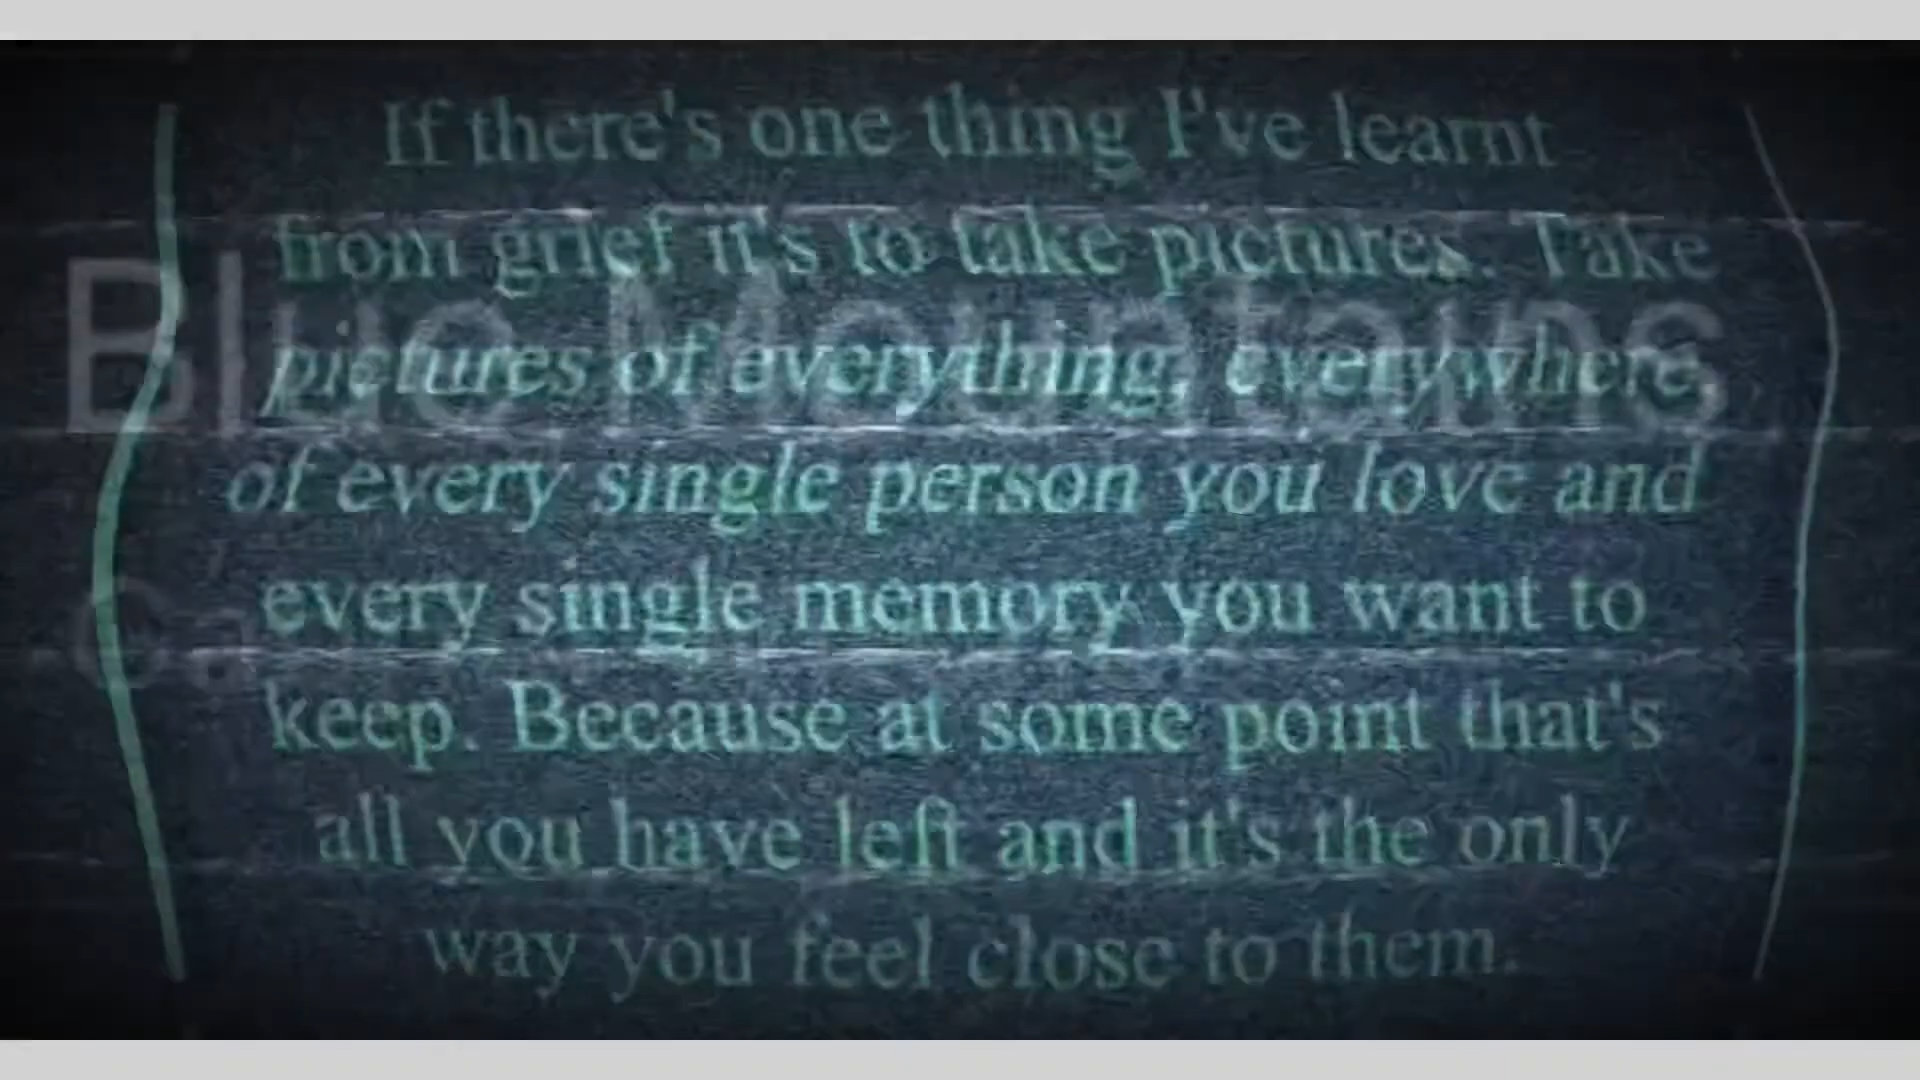 If there's one thing I've learnt
from grief it's to take pictures. Take
pictures of everything, everywhere,
of every single person you love and
every single memory you want to
keep. Because at some point that's
all you have left and it's the only
way you feel close to them.
Blue Mountains
Ca